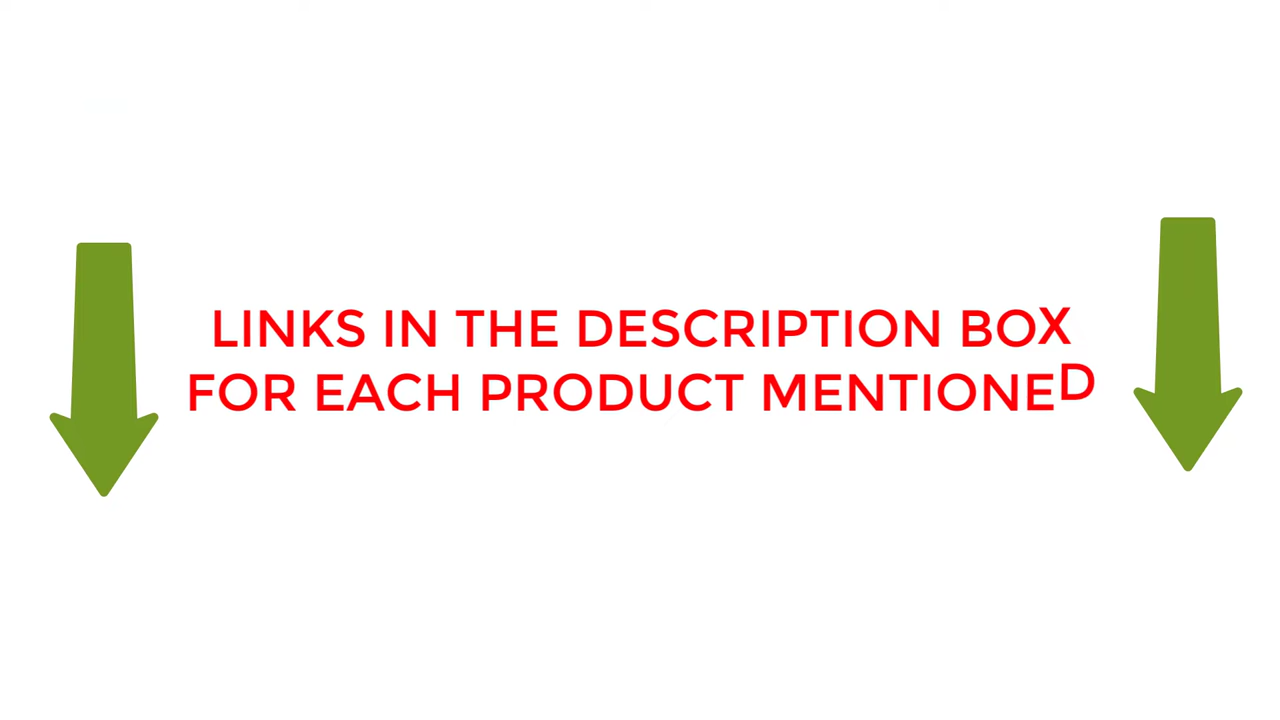 LINKS IN THE DESCRIPTION BOX
FOR EACH PRODUCT MENTIONED